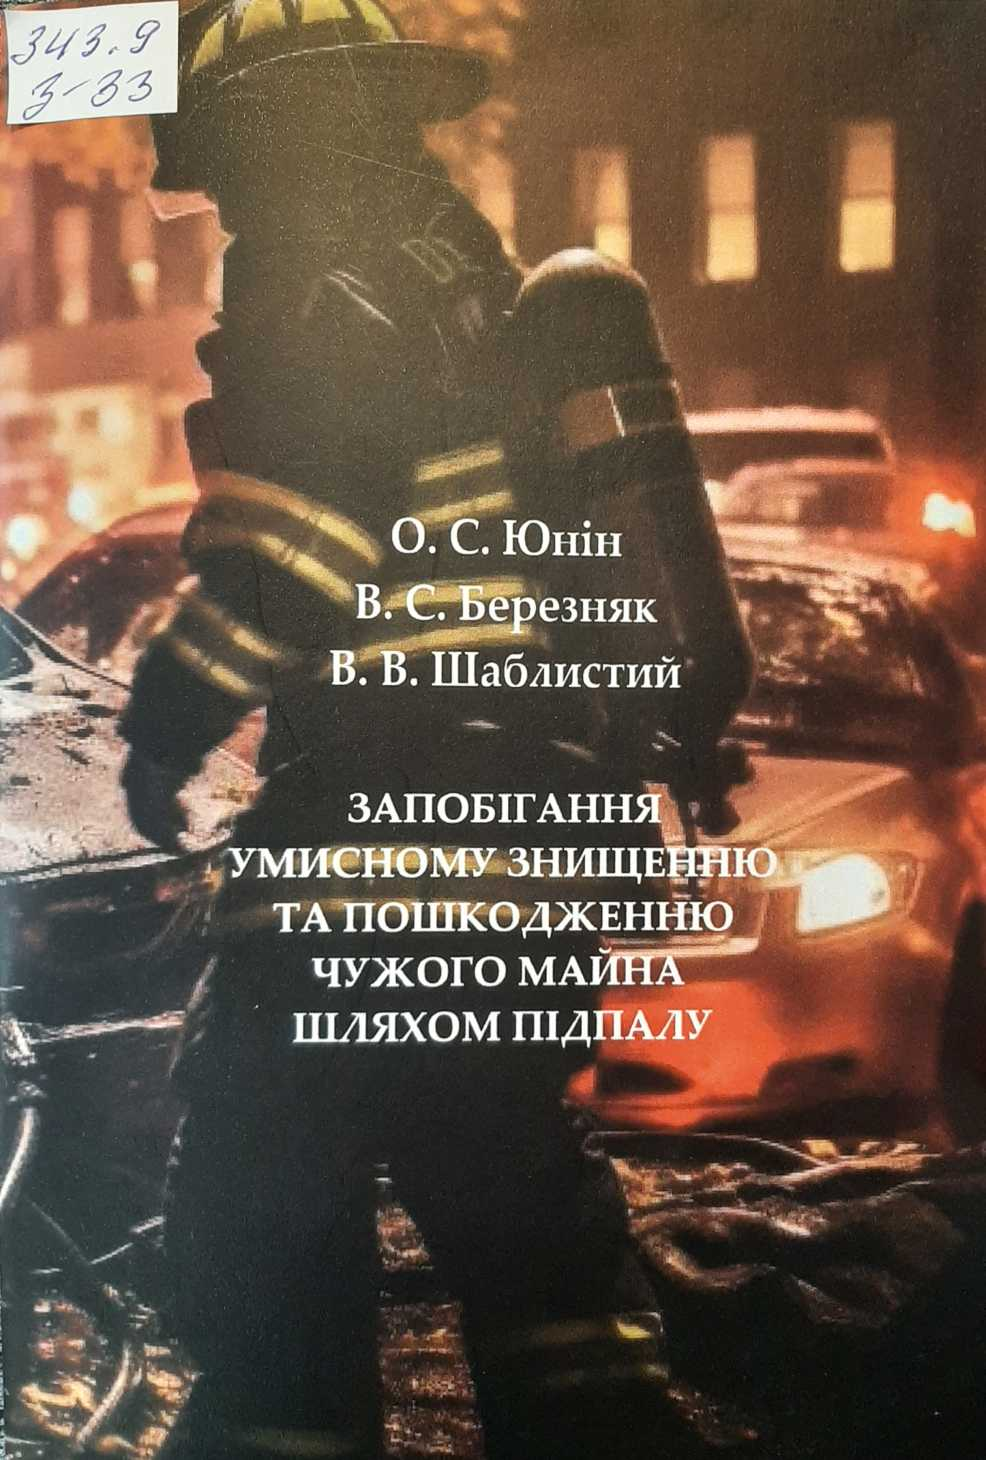 343.9
З-33
О. С. Юнін
В. С. Березняк
В. В. Шаблистий
ЗАПОБІГАННЯ
УМИСНОМУ ЗНИЩЕННЮ
ТА ПОШКОДЖЕННЮ
ЧУЖОГО МАЙНА
ШЛЯХОМ ПІДПАЛУ